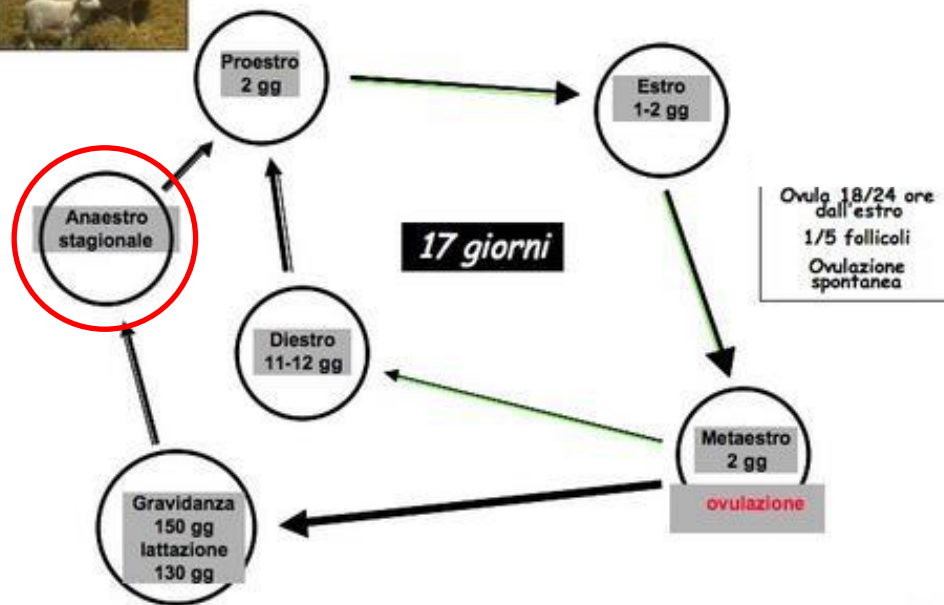 Proestro
2 gg
Estro
1-2 gg
Anaestro
stagionale
17 giorni
Ovula 18/24 ore
dall'estro
1/5 follicoli
Ovulazione
spontanea
Diestro
11-12 gg
Metaestro
2 gg
ovulazione
Gravidanza
150 gg
lattazione
130 gg